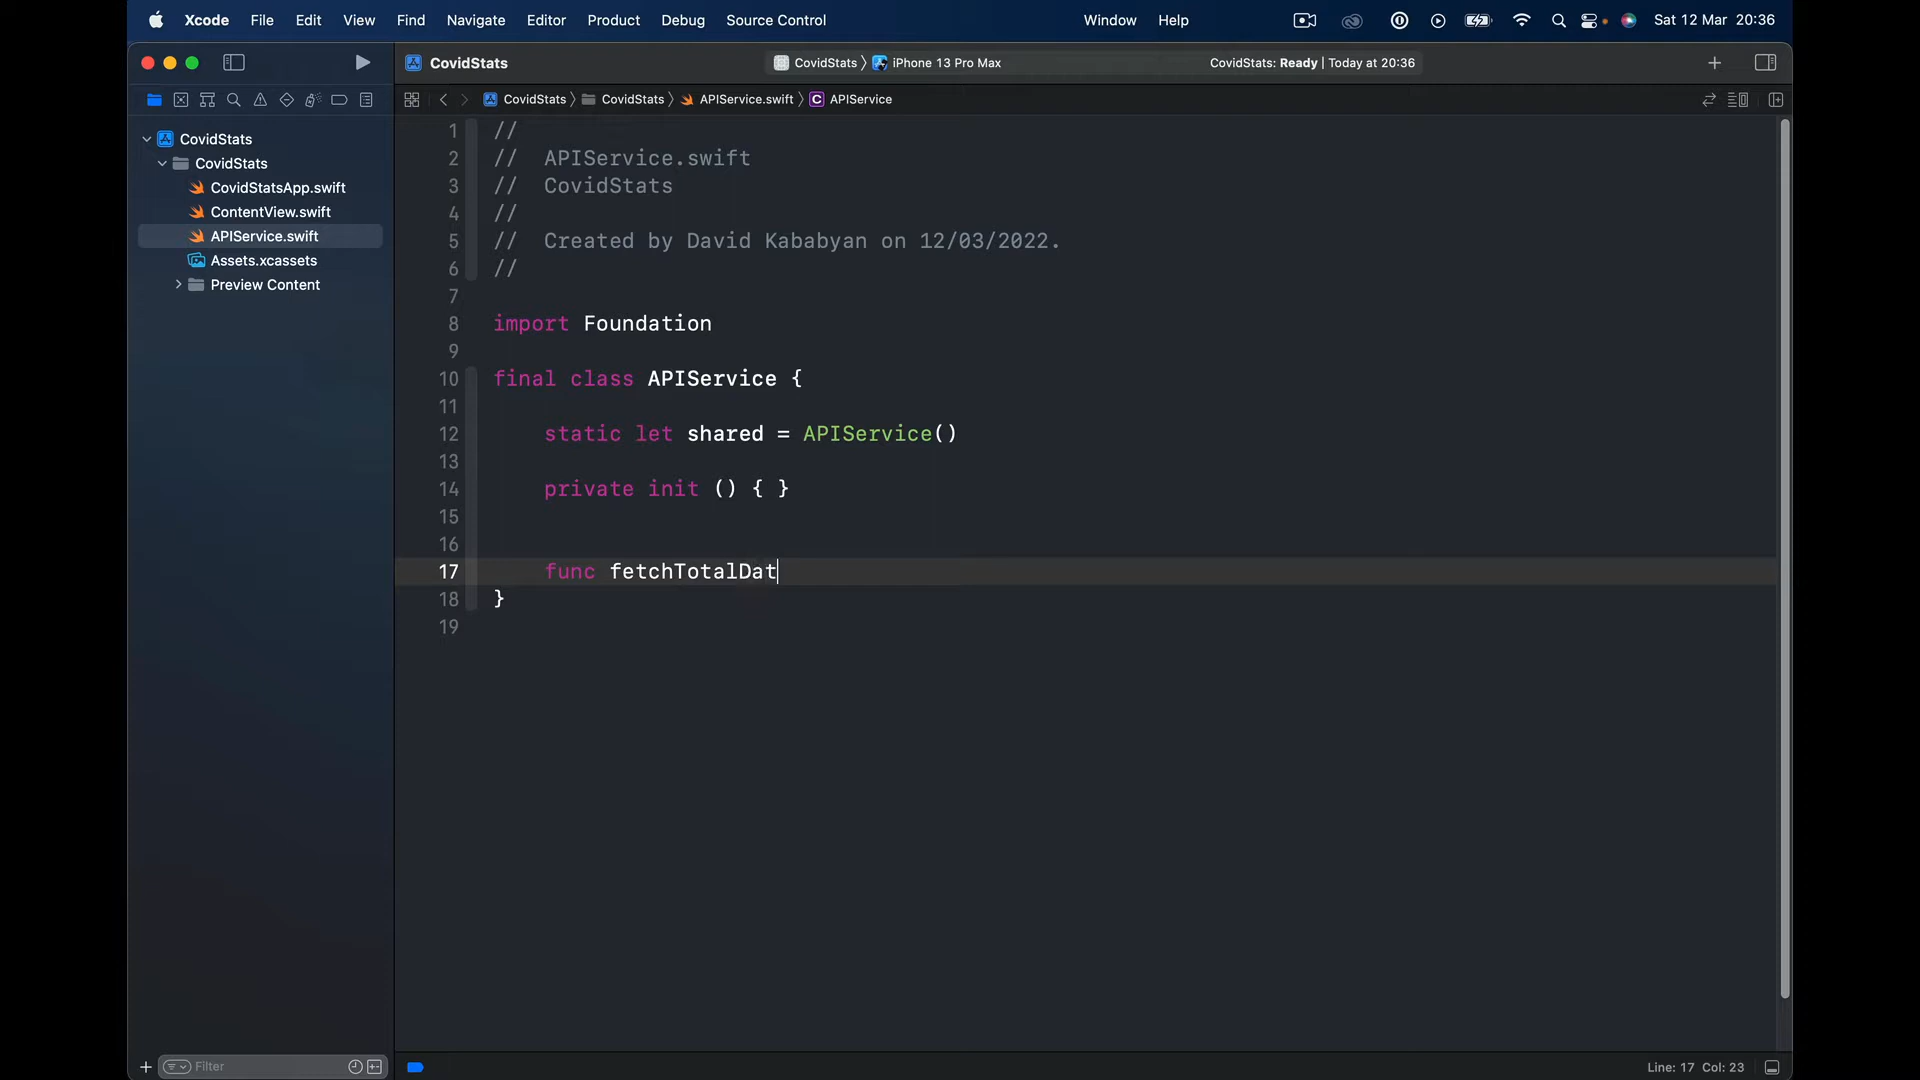 Xcode File Edit View Find Navigate Editor Product Debug Source Control Window Help Sat 12 Mar 20:36
CovidStats CovidStats iPhone 13 Pro Max CovidStats: Ready | Today at 20:36
CovidStats CovidStats APIService.swift C APIService
CovidStats
CovidStats
CovidStatsApp.swift
ContentView.swift
APIService.swift
Assets.xcassets
Preview Content
1 //
2 // APIService.swift
3 // CovidStats
4 //
5 // Created by David Kababyan on 12/03/2022.
6 //
7
8 import Foundation
9
10 final class APIService {
11
12 static let shared = APIService()
13
14 private init () { }
15
16
17 func fetchTotalDat
18 }
19
Filter
Line: 17 Col: 23